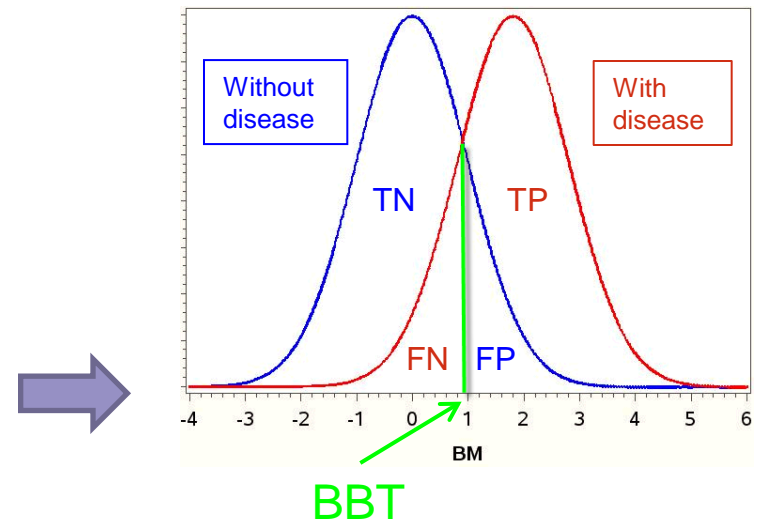 Without
disease
With
disease
TN
TP
FN
FP
-4 -3 -2 -1 0 1 2 3 4 5 6
BM
BBT